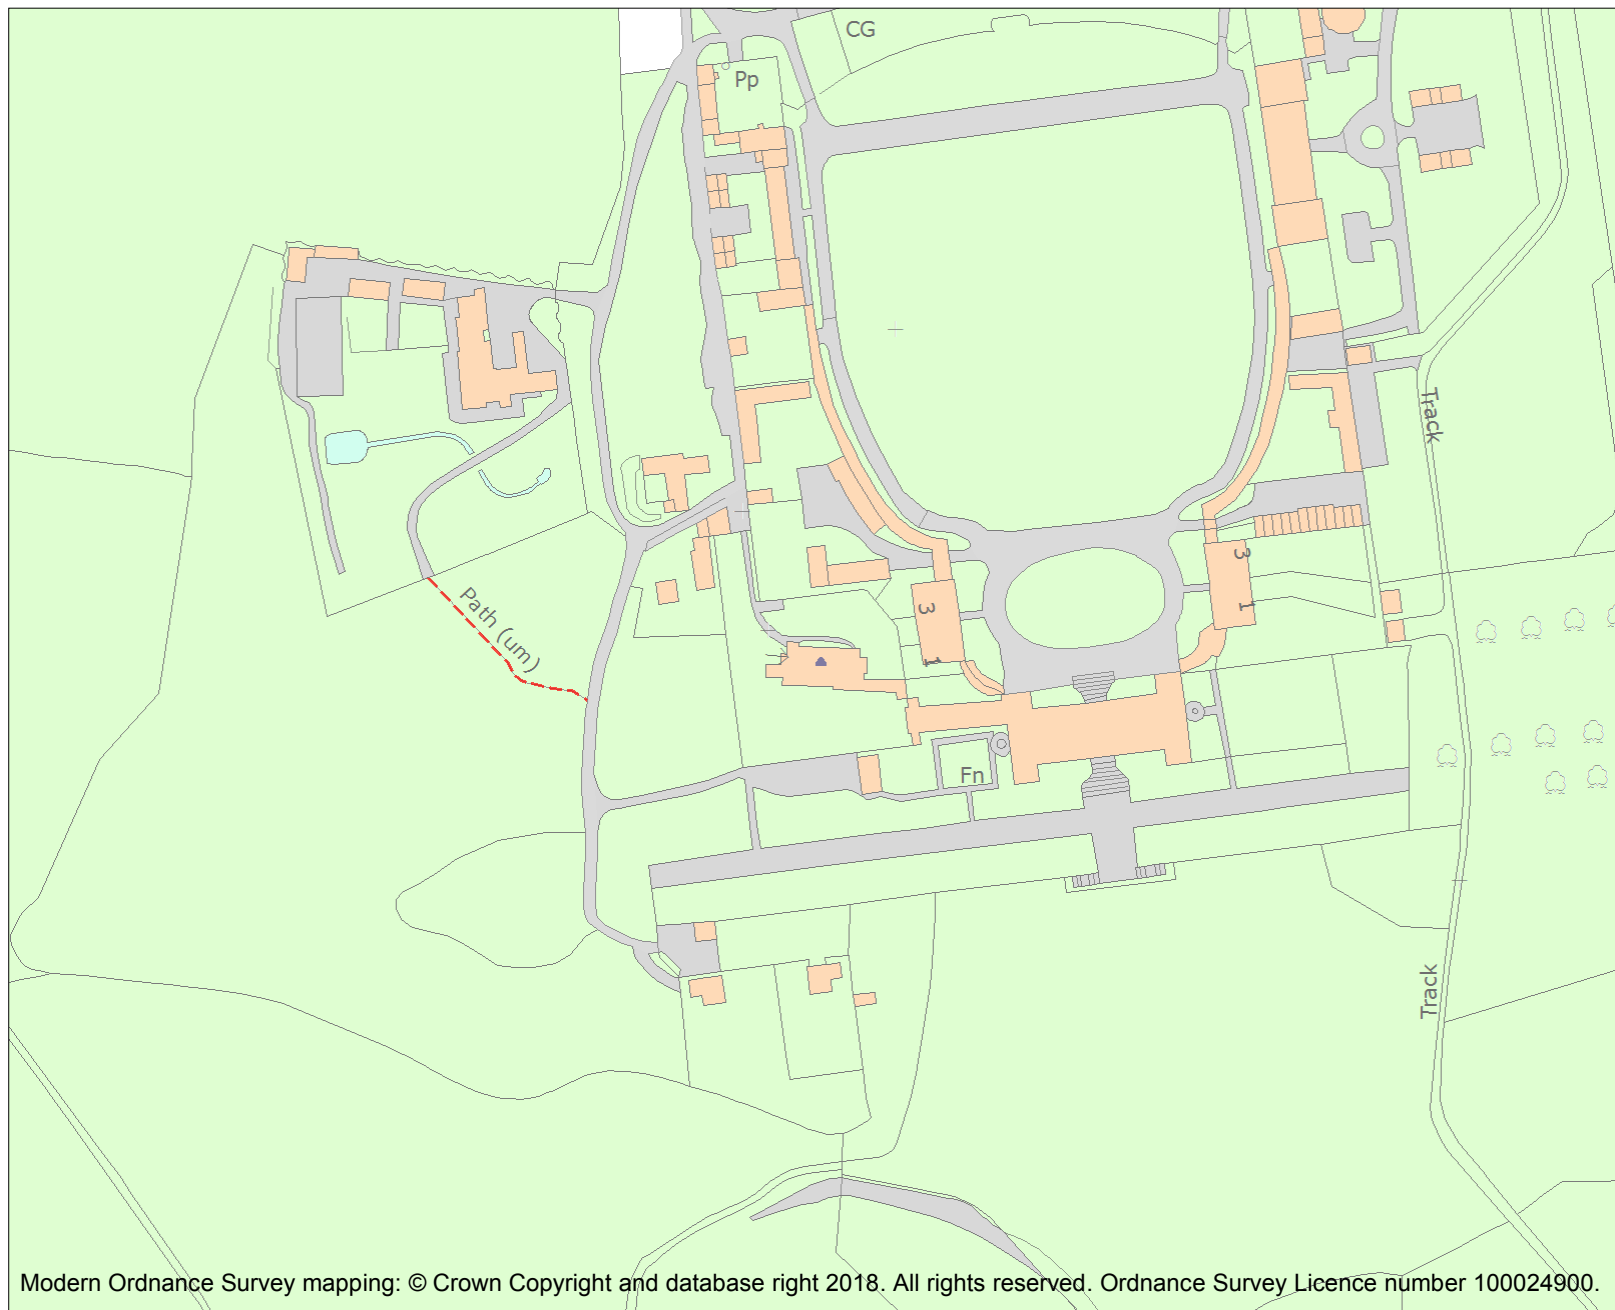 CG
Pp
Track
3
1
Path (um)
3
1
Fn
Track
Modern Ordnance Survey mapping: © Crown Copyright and database right 2018. All rights reserved. Ordnance Survey Licence number 100024900.